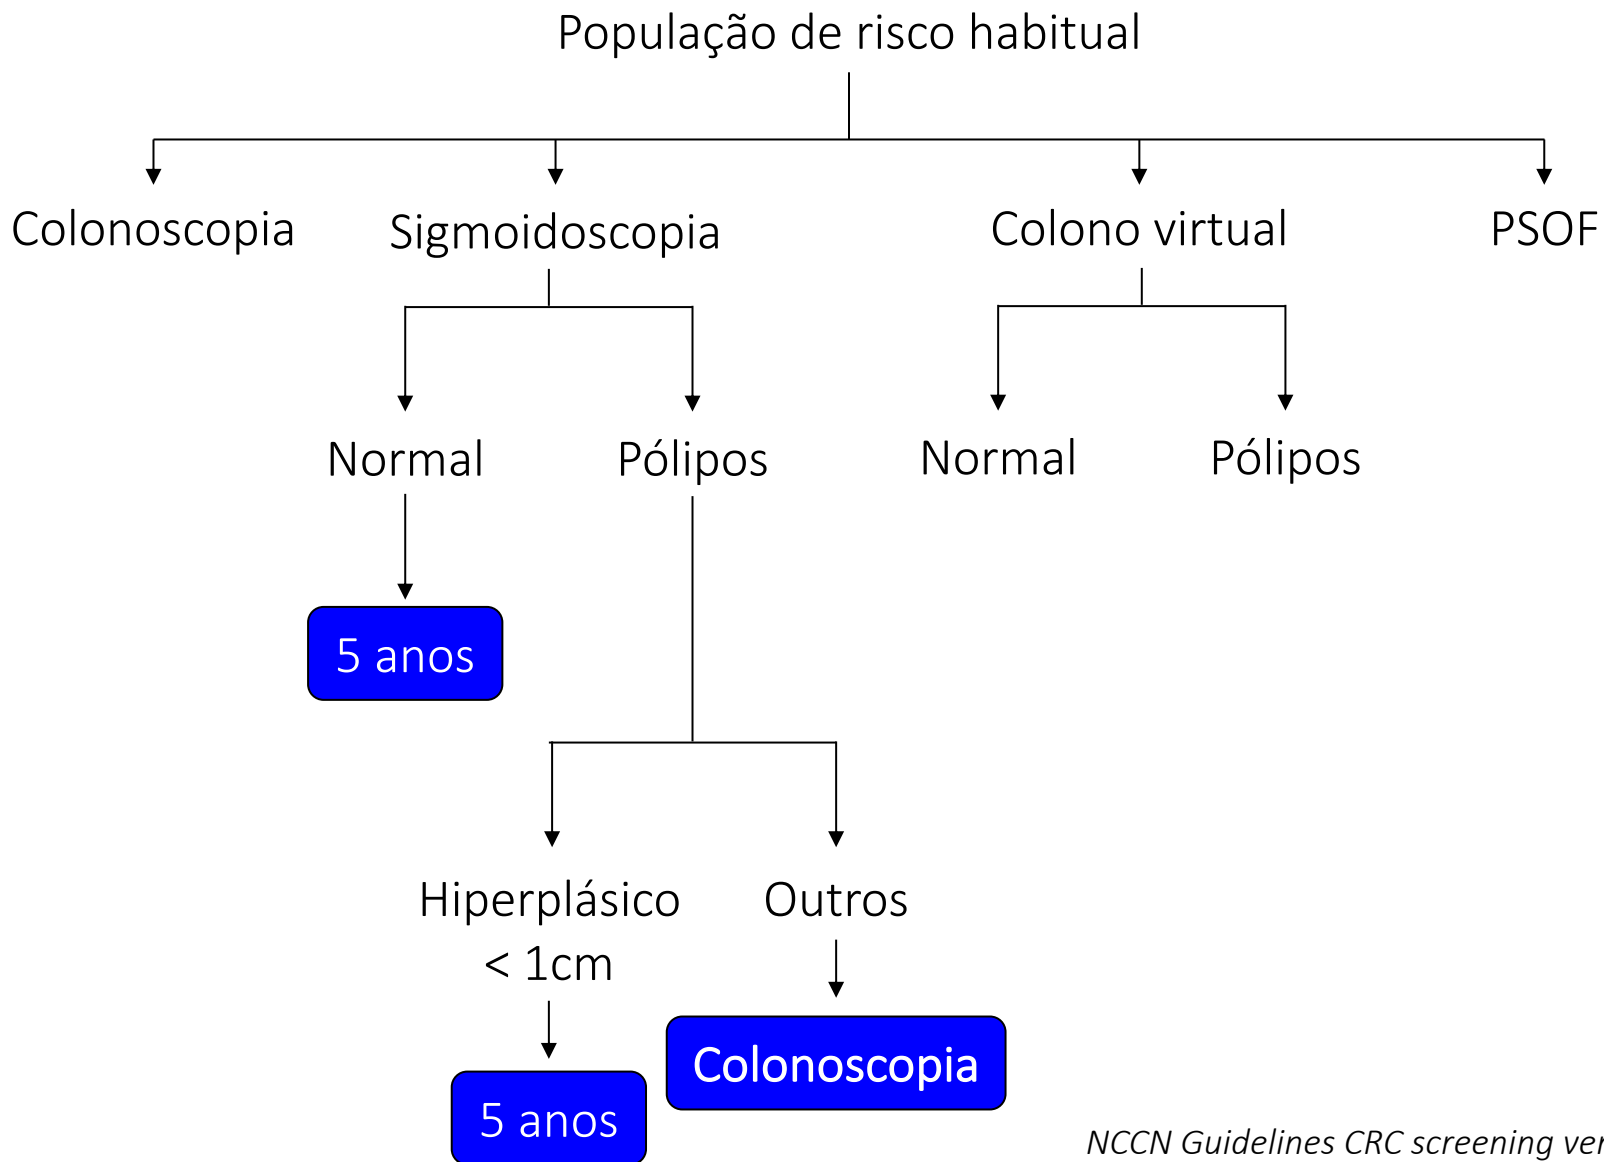 População de risco habitual
Colonoscopia
Sigmoidoscopia
Colono virtual
PSOF
Normal
Pólipos
Normal
Pólipos
5 anos
Hiperplásico
< 1cm
Outros
5 anos
Colonoscopia
NCCN Guidelines CRC screening ver